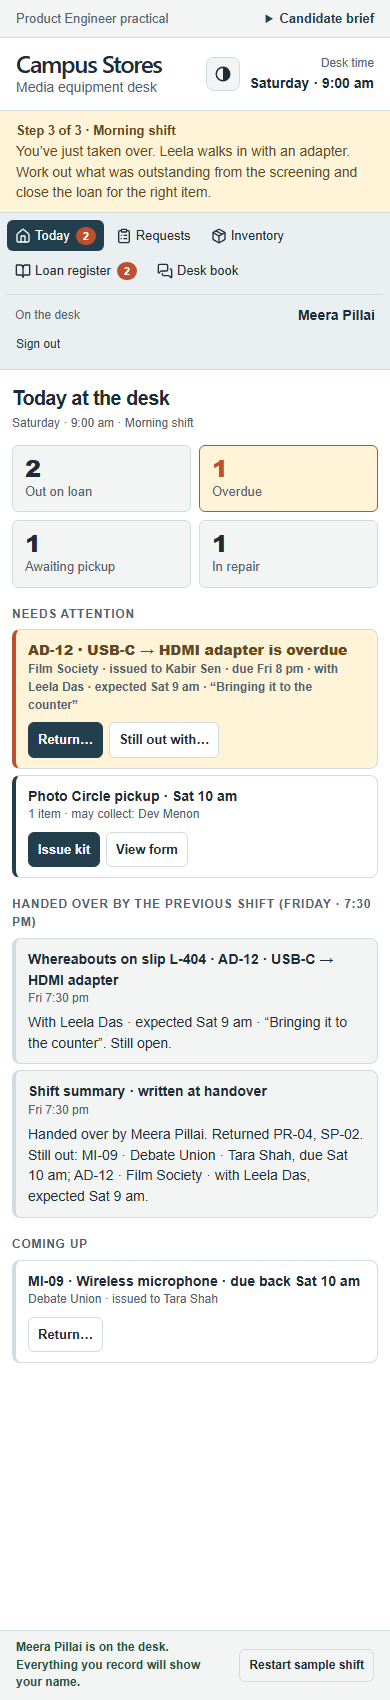 Product Engineer practical
▶ Candidate brief
Campus Stores
Media equipment desk
Desk time
Saturday · 9:00 am
Step 3 of 3 · Morning shift
You've just taken over. Leela walks in with an adapter.
Work out what was outstanding from the screening and
close the loan for the right item.
Today 2
Requests
Inventory
Loan register 2
Desk book
On the desk
Meera Pillai
Sign out
Today at the desk
Saturday · 9:00 am · Morning shift
2
Out on loan
1
Overdue
1
Awaiting pickup
1
In repair
NEEDS ATTENTION
AD-12 · USB-C → HDMI adapter is overdue
Film Society · issued to Kabir Sen · due Fri 8 pm · with
Leela Das · expected Sat 9 am · “Bringing it to the
counter”
Return…
Still out with…
Photo Circle pickup · Sat 10 am
1 item · may collect: Dev Menon
Issue kit
View form
HANDED OVER BY THE PREVIOUS SHIFT (FRIDAY · 7:30
PM)
Whereabouts on slip L-404 · AD-12 · USB-C →
HDMI adapter
Fri 7:30 pm
With Leela Das · expected Sat 9 am · “Bringing it to
the counter”. Still open.
Shift summary · written at handover
Fri 7:30 pm
Handed over by Meera Pillai. Returned PR-04, SP-02.
Still out: MI-09 · Debate Union · Tara Shah, due Sat
10 am; AD-12 · Film Society · with Leela Das,
expected Sat 9 am.
COMING UP
MI-09 · Wireless microphone · due back Sat 10 am
Debate Union · issued to Tara Shah
Return…
Meera Pillai is on the desk.
Everything you record will show
your name.
Restart sample shift